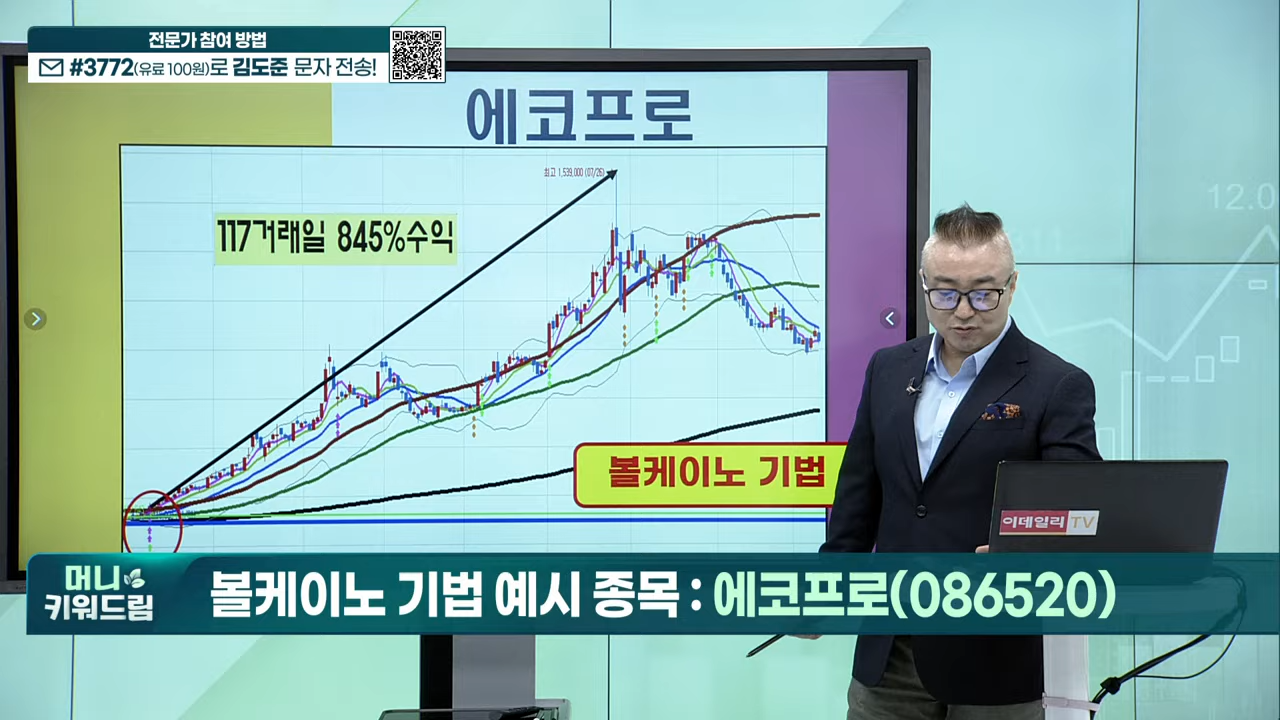 전문가 참여 방법
#3772(유료 100원)로 김도준 문자 전송!
에코프로
최고 1,539,000 (07/26)
117거래일 845%수익
12.0
볼케이노 기법
이데일리 TV
머니
키워드림
볼케이노 기법 예시 종목 : 에코프로(086520)